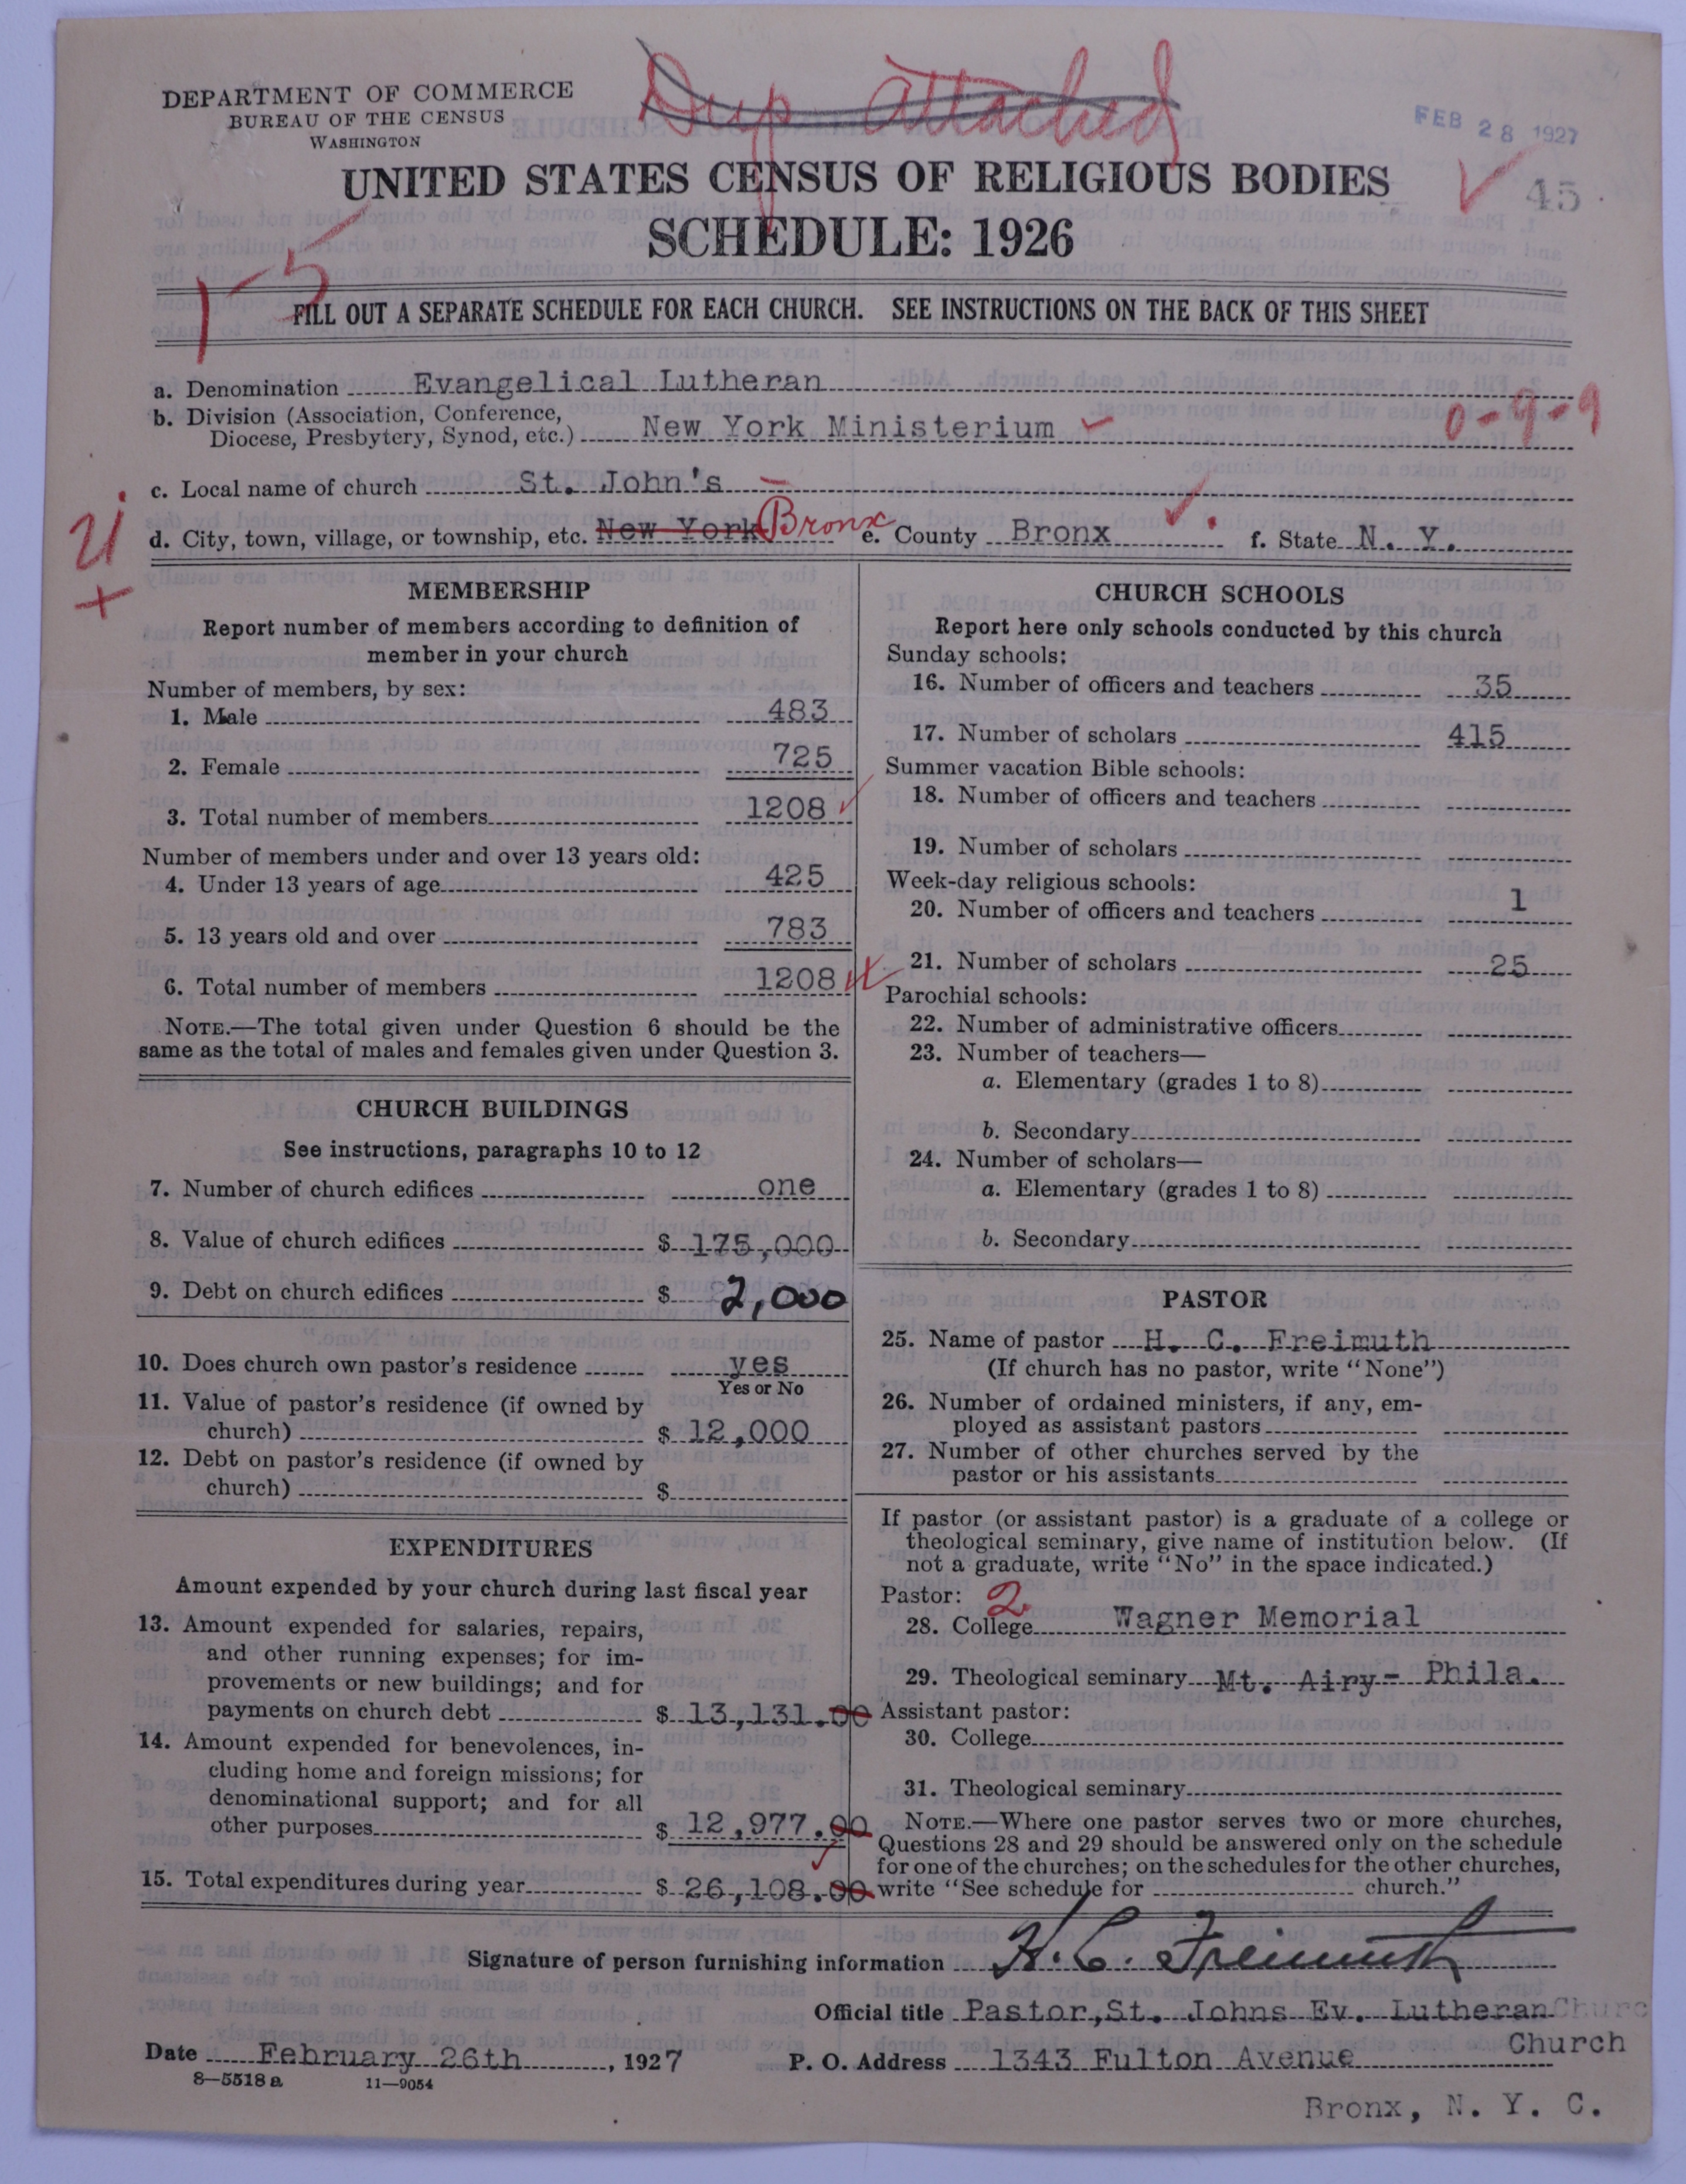 Dup attached
DEPARTMENT OF COMMERCE
BUREAU OF THE CENSUS
WASHINGTON
FEB 28 1927
UNITED STATES CENSUS OF RELIGIOUS BODIES
45
SCHEDULE: 1926
1-5
FILL OUT A SEPARATE SCHEDULE FOR EACH CHURCH. SEE INSTRUCTIONS ON THE BACK OF THIS SHEET
a. Denomination Evangelical Lutheran
b. Division (Association, Conference,
Diocese, Presbytery, Synod, etc.) New York Ministerium
0-9-9
c. Local name of church St. John's
d. City, town, village, or township, etc. New York Bronx e. County Bronx f. State N. Y.
MEMBERSHIP
Report number of members according to definition of
member in your church
Number of members, by sex:
1. Male 483
2. Female 725
3. Total number of members 1208
Number of members under and over 13 years old:
4. Under 13 years of age 425
5. 13 years old and over 783
6. Total number of members 1208
NOTE.—The total given under Question 6 should be the
same as the total of males and females given under Question 3.
CHURCH BUILDINGS
See instructions, paragraphs 10 to 12
7. Number of church edifices one
8. Value of church edifices $ 175,000
9. Debt on church edifices $ 2,000
10. Does church own pastor's residence yes
Yes or No
11. Value of pastor's residence (if owned by
church) $ 12,000
12. Debt on pastor's residence (if owned by
church) $
EXPENDITURES
Amount expended by your church during last fiscal year
13. Amount expended for salaries, repairs,
and other running expenses; for im-
provements or new buildings; and for
payments on church debt $ 13,131.00
14. Amount expended for benevolences, in-
cluding home and foreign missions; for
denominational support; and for all
other purposes $ 12,977.00
15. Total expenditures during year $ 26,108.00
CHURCH SCHOOLS
Report here only schools conducted by this church
Sunday schools:
16. Number of officers and teachers 35
17. Number of scholars 415
Summer vacation Bible schools:
18. Number of officers and teachers
19. Number of scholars
Week-day religious schools:
20. Number of officers and teachers 1
21. Number of scholars 25
Parochial schools:
22. Number of administrative officers
23. Number of teachers—
a. Elementary (grades 1 to 8)
b. Secondary
24. Number of scholars—
a. Elementary (grades 1 to 8)
b. Secondary
PASTOR
25. Name of pastor H. C. Freimuth
(If church has no pastor, write "None")
26. Number of ordained ministers, if any, em-
ployed as assistant pastors
27. Number of other churches served by the
pastor or his assistants
If pastor (or assistant pastor) is a graduate of a college or
theological seminary, give name of institution below. (If
not a graduate, write "No" in the space indicated.)
Pastor: 2
28. College Wagner Memorial
29. Theological seminary Mt. Airy- Phila.
Assistant pastor:
30. College
31. Theological seminary
NOTE.—Where one pastor serves two or more churches,
Questions 28 and 29 should be answered only on the schedule
for one of the churches; on the schedules for the other churches,
write "See schedule for church."
Signature of person furnishing information H. C. Freimuth
Official title Pastor, St. Johns Ev. Lutheran Churc
Church
Date February 26th, 1927 P. O. Address 1343 Fulton Avenue
8—5518 a 11—9054
Bronx, N. Y. C.